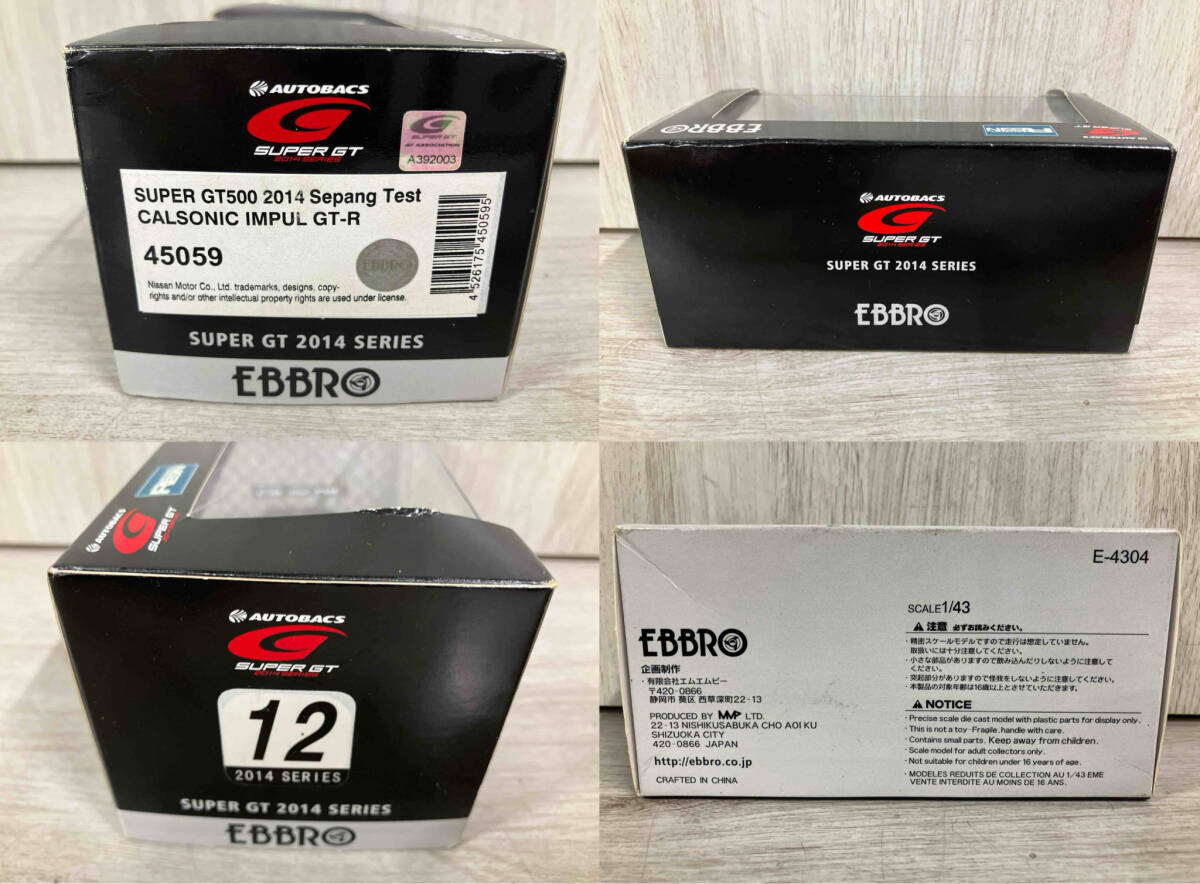 AUTOBACS
SUPER GT
2014 SERIES
SUPER GT
GT ASSOCIATION
A392003
SUPER GT500 2014 Sepang Test
CALSONIC IMPUL GT-R
45059
EBBRO
4 526175 450595
Nissan Motor Co., Ltd. trademarks, designs, copy-
rights and/or other intellectual property rights are used under license.
SUPER GT 2014 SERIES
EBBRO
EBBRO
RESIN
AUTOBACS
AUTOBACS
SUPER GT
2014 SERIES
SUPER GT 2014 SERIES
EBBRO
RESIN
AUTOBACS
SUPER GT
AUTOBACS
SUPER GT
2014 SERIES
12
2014 SERIES
SUPER GT 2014 SERIES
EBBRO
E-4304
EBBRO
企画制作
・有限会社エムエムピー
〒420-0866
静岡市 葵区 西草深町22-13
PRODUCED BY MMP LTD.
22-13 NISHIKUSABUKA CHO AOI KU
SHIZUOKA CITY
420-0866 JAPAN
http://ebbro.co.jp
CRAFTED IN CHINA
SCALE1/43
注意 必ずお読みください。
・精密スケールモデルですので走行は想定していません。
取扱いには十分注意してください。
・小さな部品がありますので飲み込んだりしないように注意して
ください。
・突起部分がありますので怪我をしないように注意してください。
・本製品の対象年齢は16歳以上とさせていただきます。
NOTICE
・Precise scale die cast model with plastic parts for display only.
・This is not a toy・Fragile, handle with care.
・Contains small parts. Keep away from children.
・Scale model for adult collectors only.
・Not suitable for children under 16 years of age.
・MODELES REDUITS DE COLLECTION AU 1/43 EME
VENTE INTERDITE AU MOINS DE 16 ANS.